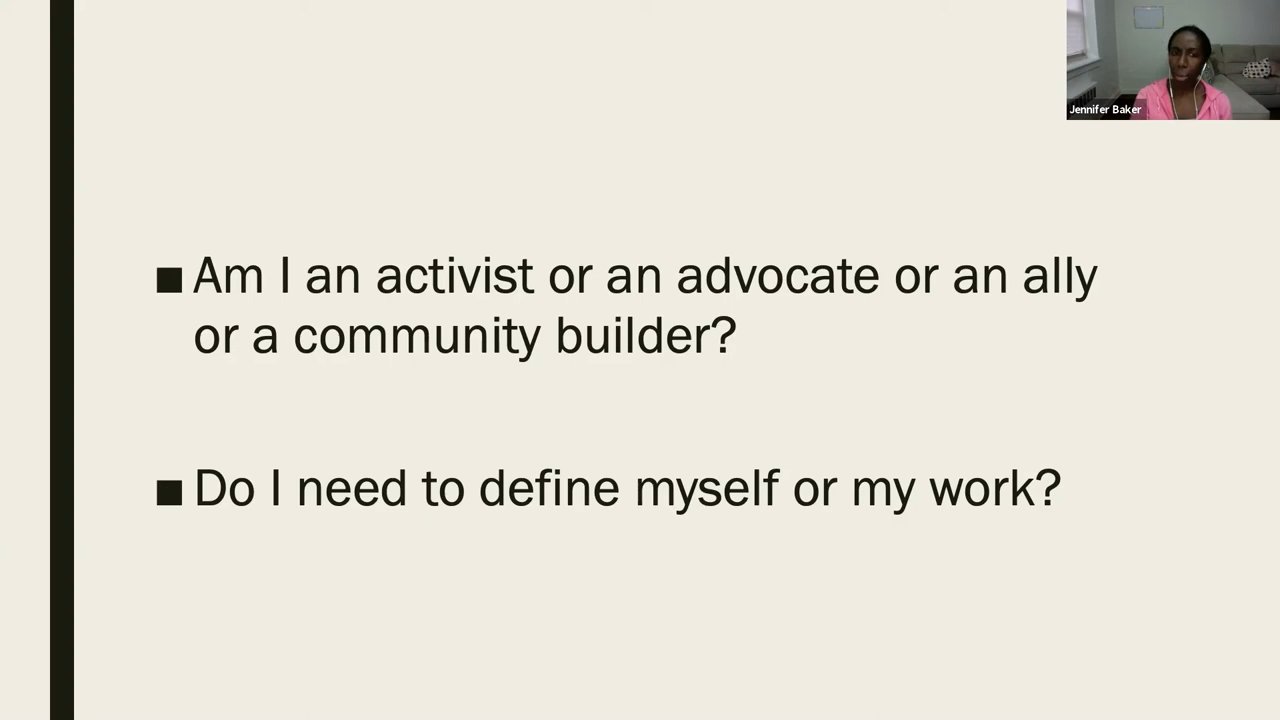 Jennifer Baker
■ Am I an activist or an advocate or an ally
or a community builder?
■ Do I need to define myself or my work?